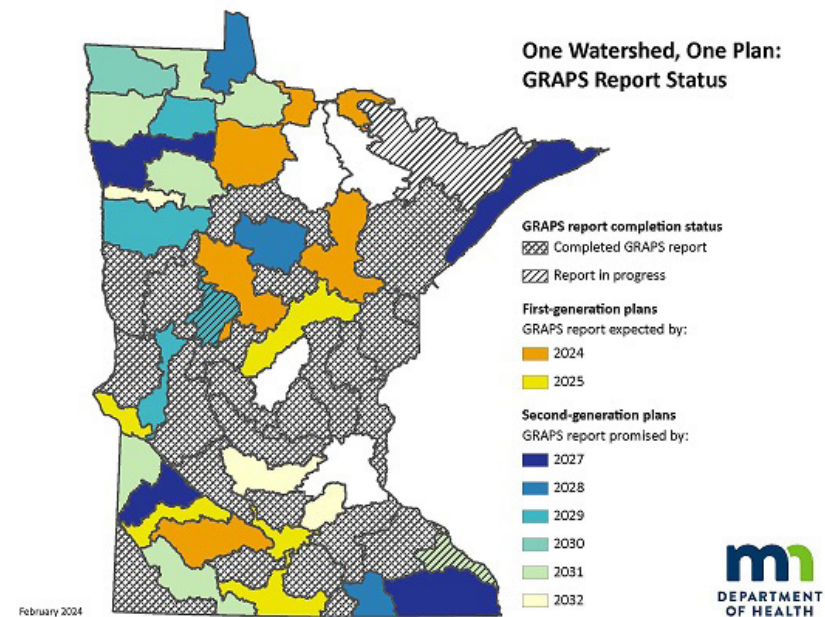 One Watershed, One Plan:
GRAPS Report Status
GRAPS report completion status
Completed GRAPS report
Report in progress
First-generation plans
GRAPS report expected by:
2024
2025
Second-generation plans
GRAPS report promised by:
2027
2028
2029
2030
2031
2032
February 2024
mn
DEPARTMENT
OF HEALTH